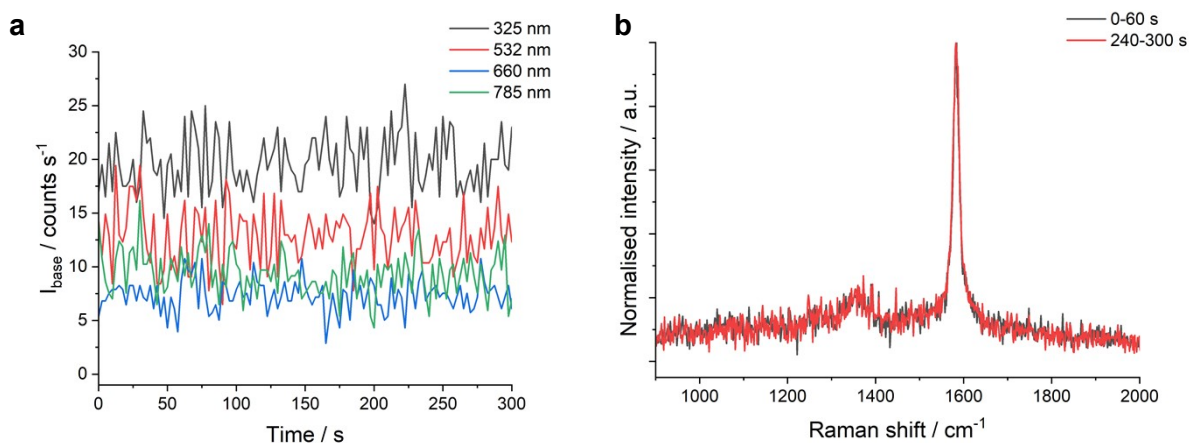 a
325 nm
532 nm
660 nm
785 nm
30
25
20
15
10
5
0
I_base / counts s⁻¹
0 50 100 150 200 250 300
Time / s
b
0-60 s
240-300 s
Normalised intensity / a.u.
1000 1200 1400 1600 1800 2000
Raman shift / cm⁻¹